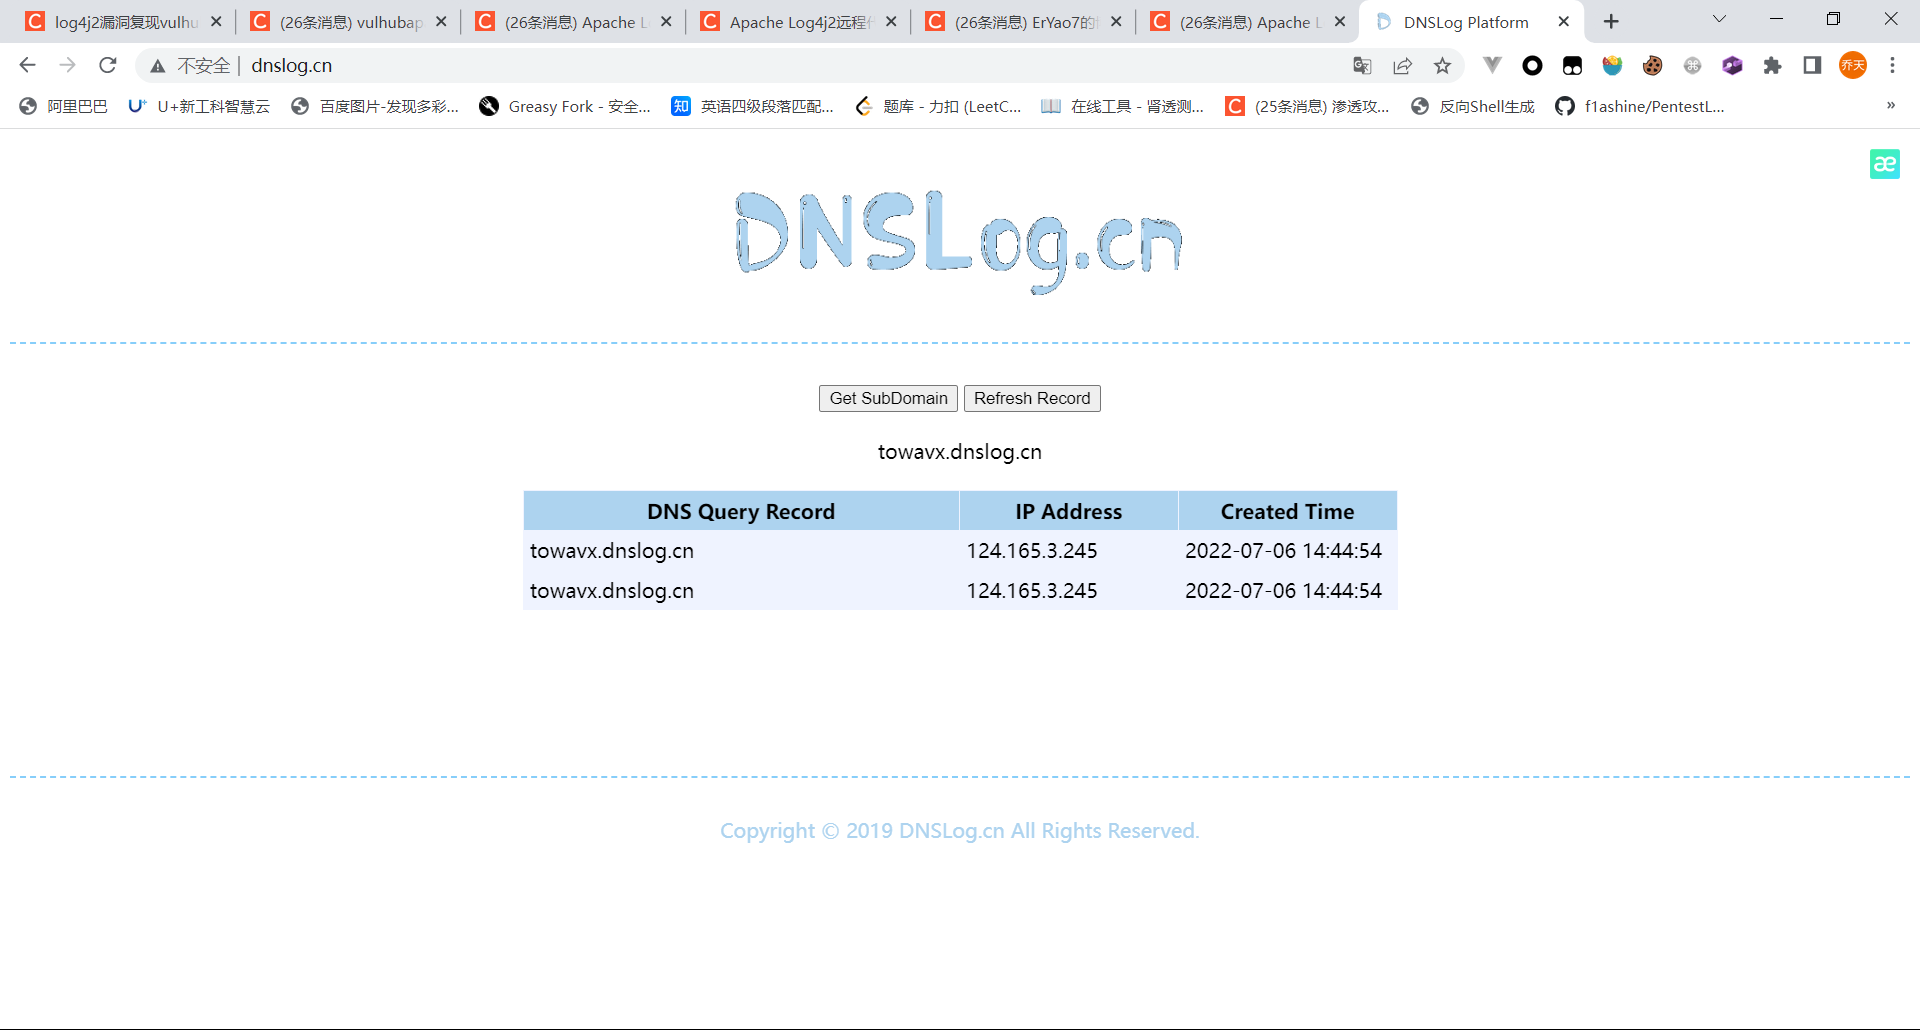 log4j2漏洞复现vulhu
(26条消息) vulhubap
(26条消息) Apache L
Apache Log4j2远程
(26条消息) ErYao7的
(26条消息) Apache L
DNSLog Platform
不安全 | dnslog.cn
乔天
阿里巴巴
U+新工科智慧云
百度图片-发现多彩...
Greasy Fork - 安全...
知
英语四级段落匹配...
题库 - 力扣 (LeetC...
在线工具 - 肾透测...
(25条消息) 渗透攻...
反向Shell生成
f1ashine/PentestL...
»
æ
DNSLog.cn
Get SubDomain Refresh Record
towavx.dnslog.cn
DNS Query Record IP Address Created Time
towavx.dnslog.cn 124.165.3.245 2022-07-06 14:44:54
towavx.dnslog.cn 124.165.3.245 2022-07-06 14:44:54
Copyright © 2019 DNSLog.cn All Rights Reserved.